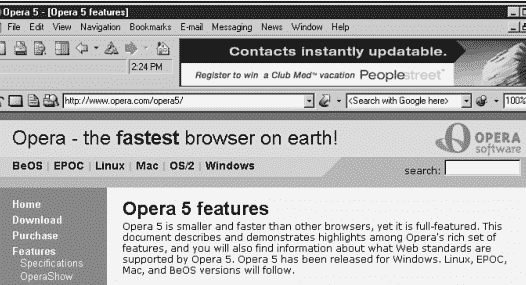 Opera 5 - [Opera 5 features]
File Edit View Navigation Bookmarks E-mail Messaging News Window Help
Contacts instantly updatable.
2:24 PM
Register to win a Club Med™ vacation Peoplestreet™
http://www.opera.com/opera5/ <Search with Google here> 100%
Opera - the fastest browser on earth!
OPERA
software
BeOS | EPOC | Linux | Mac | OS/2 | Windows
search:
Home
Download
Purchase
Features
Specifications
OperaShow
Opera 5 features
Opera 5 is smaller and faster than other browsers, yet it is full-featured. This
document describes and demonstrates highlights among Opera's rich set of
features, and you will also find information about what Web standards are
supported by Opera 5. Opera 5 has been released for Windows. Linux, EPOC,
Mac, and BeOS versions will follow.